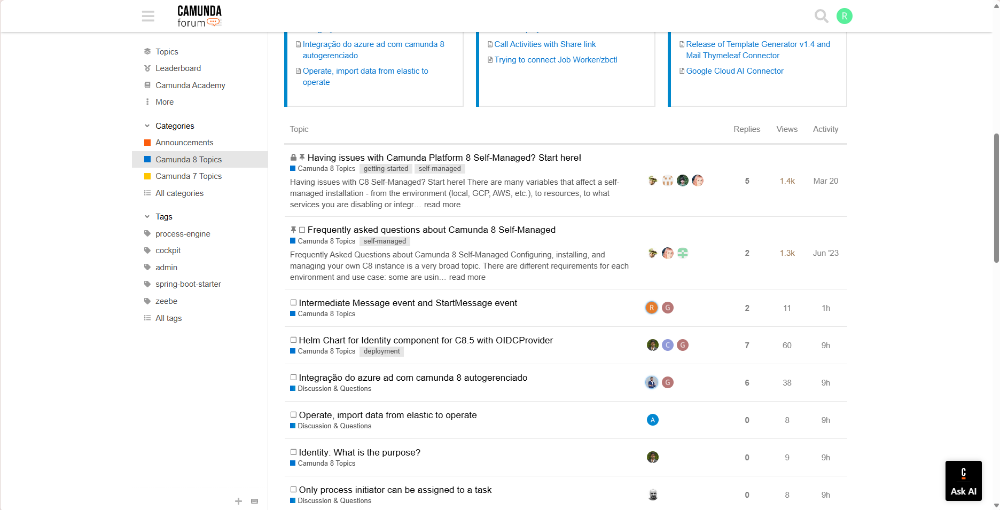 CAMUNDA
forum
R
Topics
Leaderboard
Camunda Academy
More
Categories
Announcements
Camunda 8 Topics
Camunda 7 Topics
All categories
Tags
process-engine
cockpit
admin
spring-boot-starter
zeebe
All tags
Integração do azure ad com camunda 8
autogerenciado
Operate, import data from elastic to
operate
Call Activities with Share link
Trying to connect Job Worker/zbctl
Release of Template Generator v1.4 and
Mail Thymeleaf Connector
Google Cloud AI Connector
Topic Replies Views Activity
Having issues with Camunda Platform 8 Self-Managed? Start here!
Camunda 8 Topics getting-started self-managed
Having issues with C8 Self-Managed? Start here! There are many variables that affect a self-
managed installation - from the environment (local, GCP, AWS, etc.), to resources, to what
services you are disabling or integr… read more
5 1.4k Mar 20
Frequently asked questions about Camunda 8 Self-Managed
Camunda 8 Topics self-managed
Frequently Asked Questions about Camunda 8 Self-Managed Configuring, installing, and
managing your own C8 instance is a very broad topic. There are different requirements for each
environment and use case: some are usin… read more
2 1.3k Jun '23
Intermediate Message event and StartMessage event
Camunda 8 Topics
R G 2 11 1h
Helm Chart for Identity component for C8.5 with OIDCProvider
Camunda 8 Topics deployment
C G 7 60 9h
Integração do azure ad com camunda 8 autogerenciado
Discussion & Questions
G 6 38 9h
Operate, import data from elastic to operate
Discussion & Questions
A 0 8 9h
Identity: What is the purpose?
Camunda 8 Topics
0 9 9h
Only process initiator can be assigned to a task
Discussion & Questions
0 8 9h
C
Ask AI